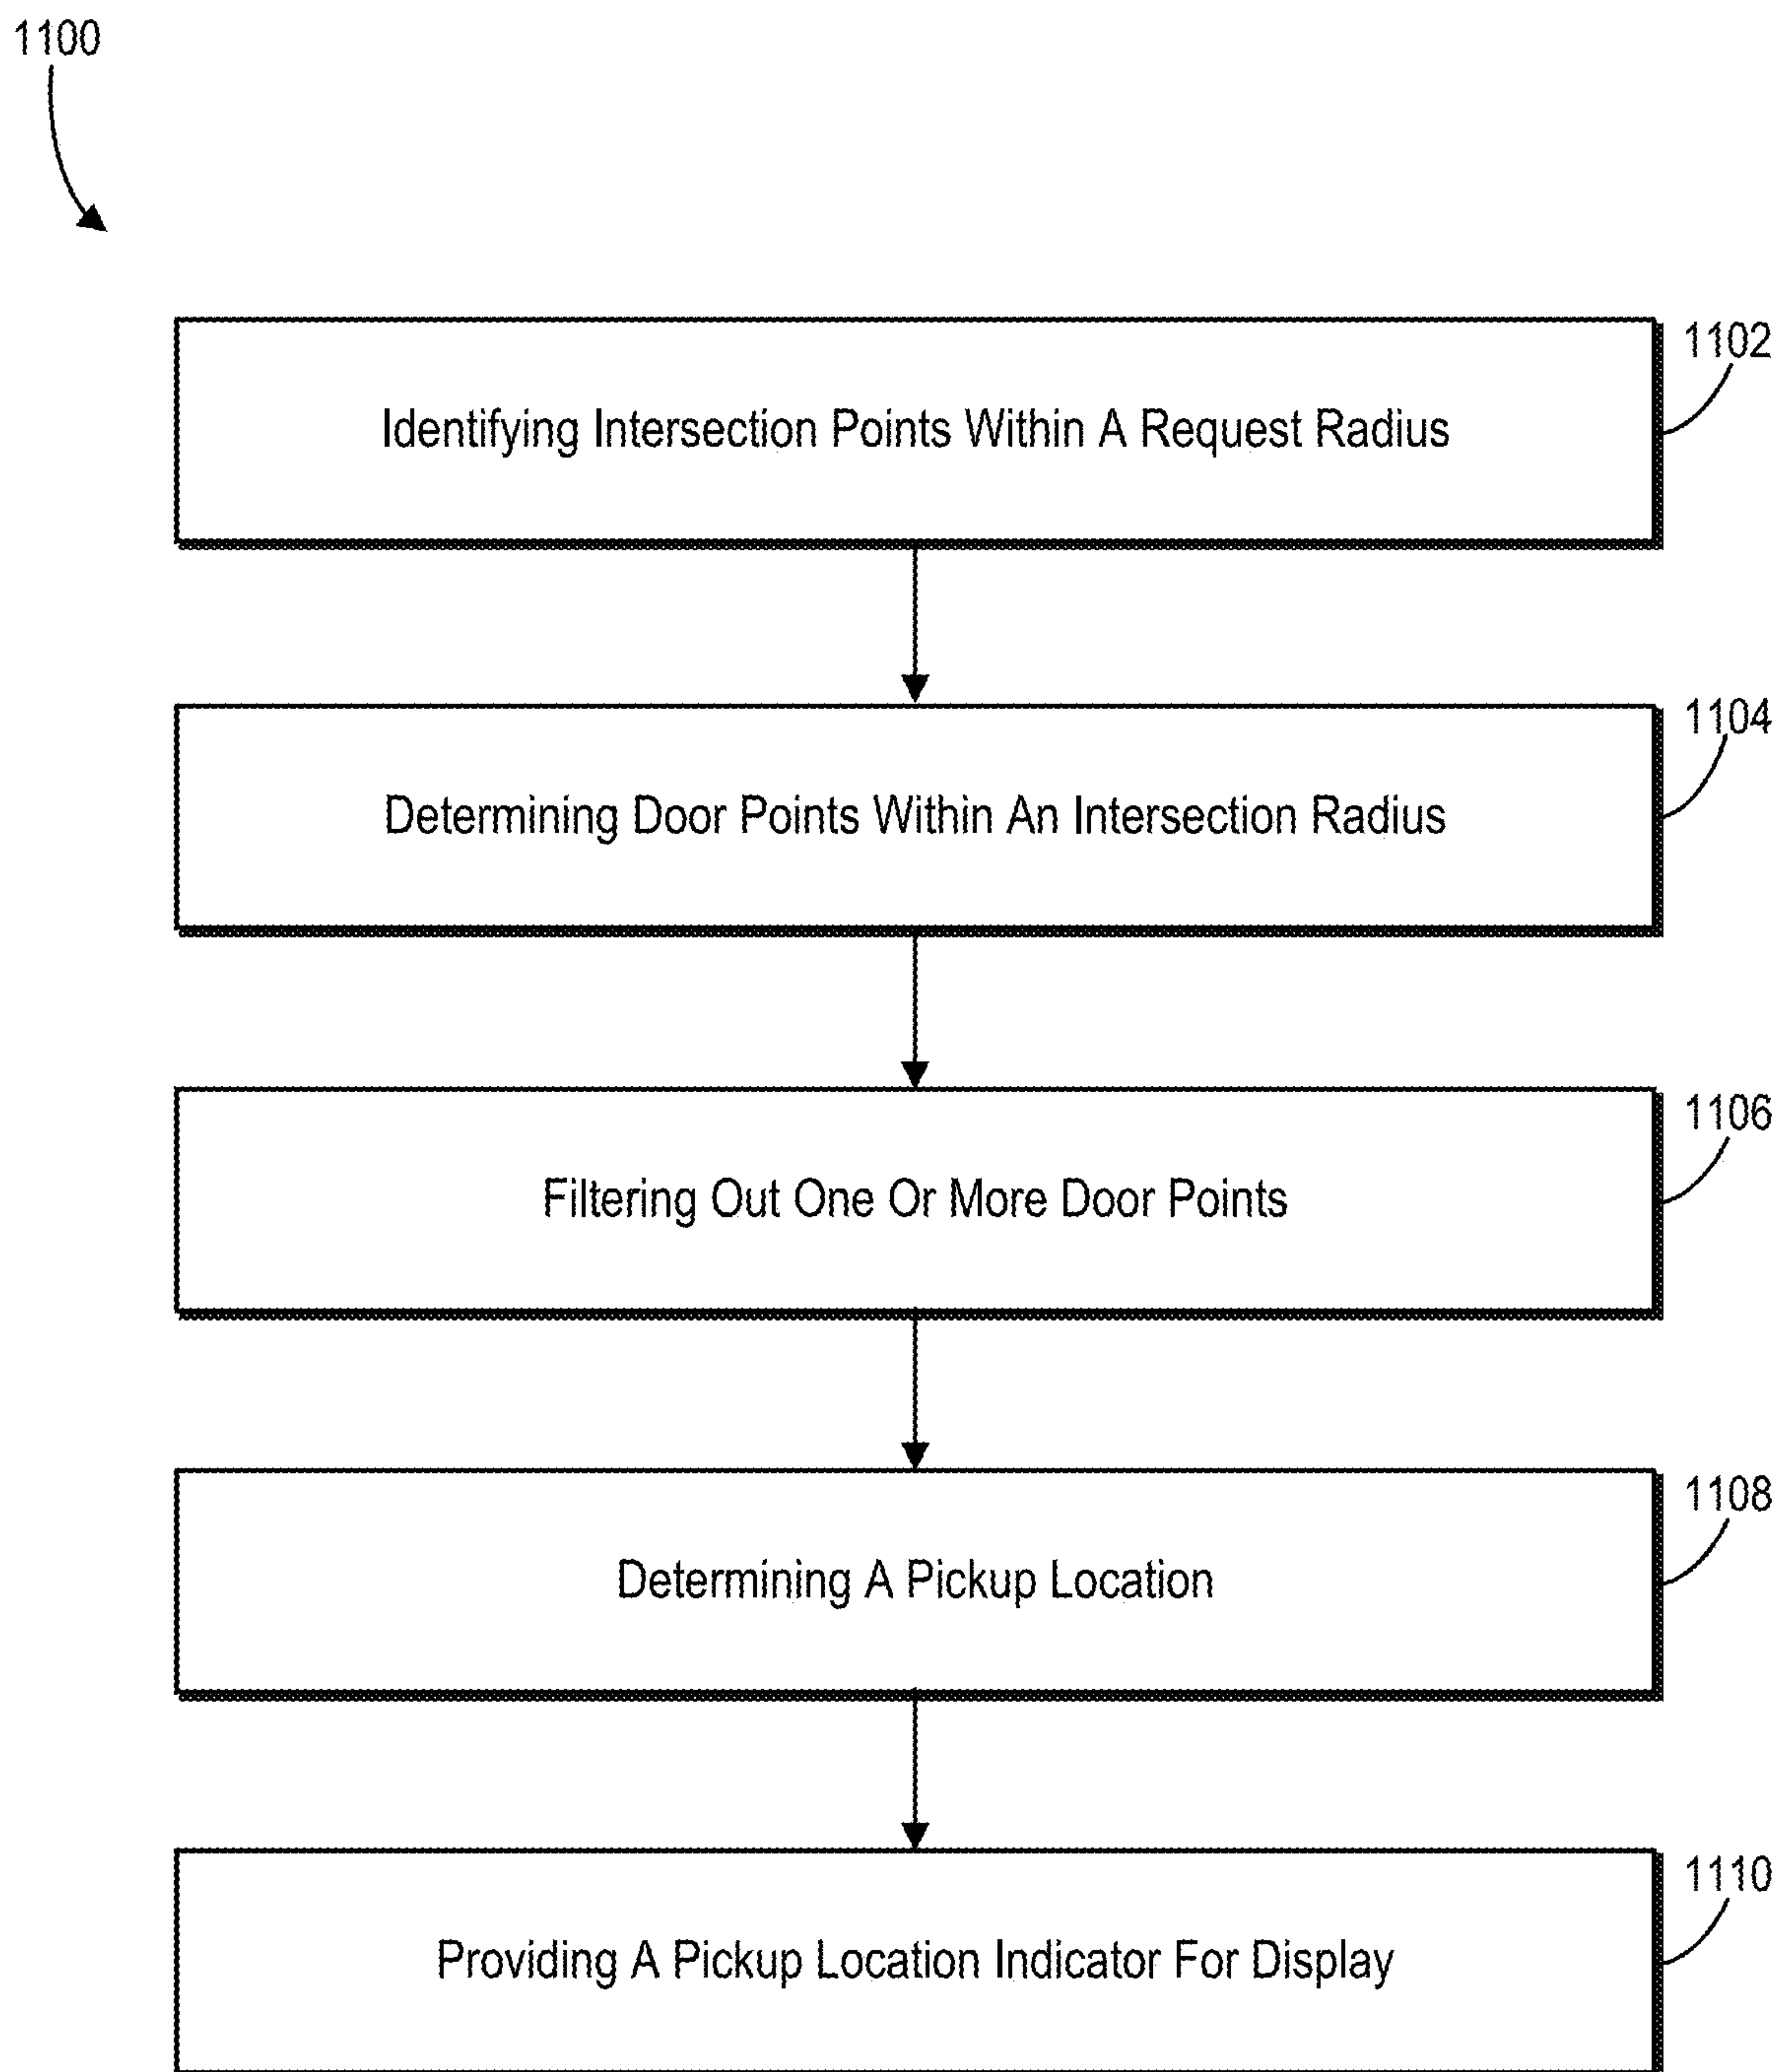 1100
1102
Identifying Intersection Points Within A Request Radius
1104
Determining Door Points Within An Intersection Radius
1106
Filtering Out One Or More Door Points
1108
Determining A Pickup Location
1110
Providing A Pickup Location Indicator For Display